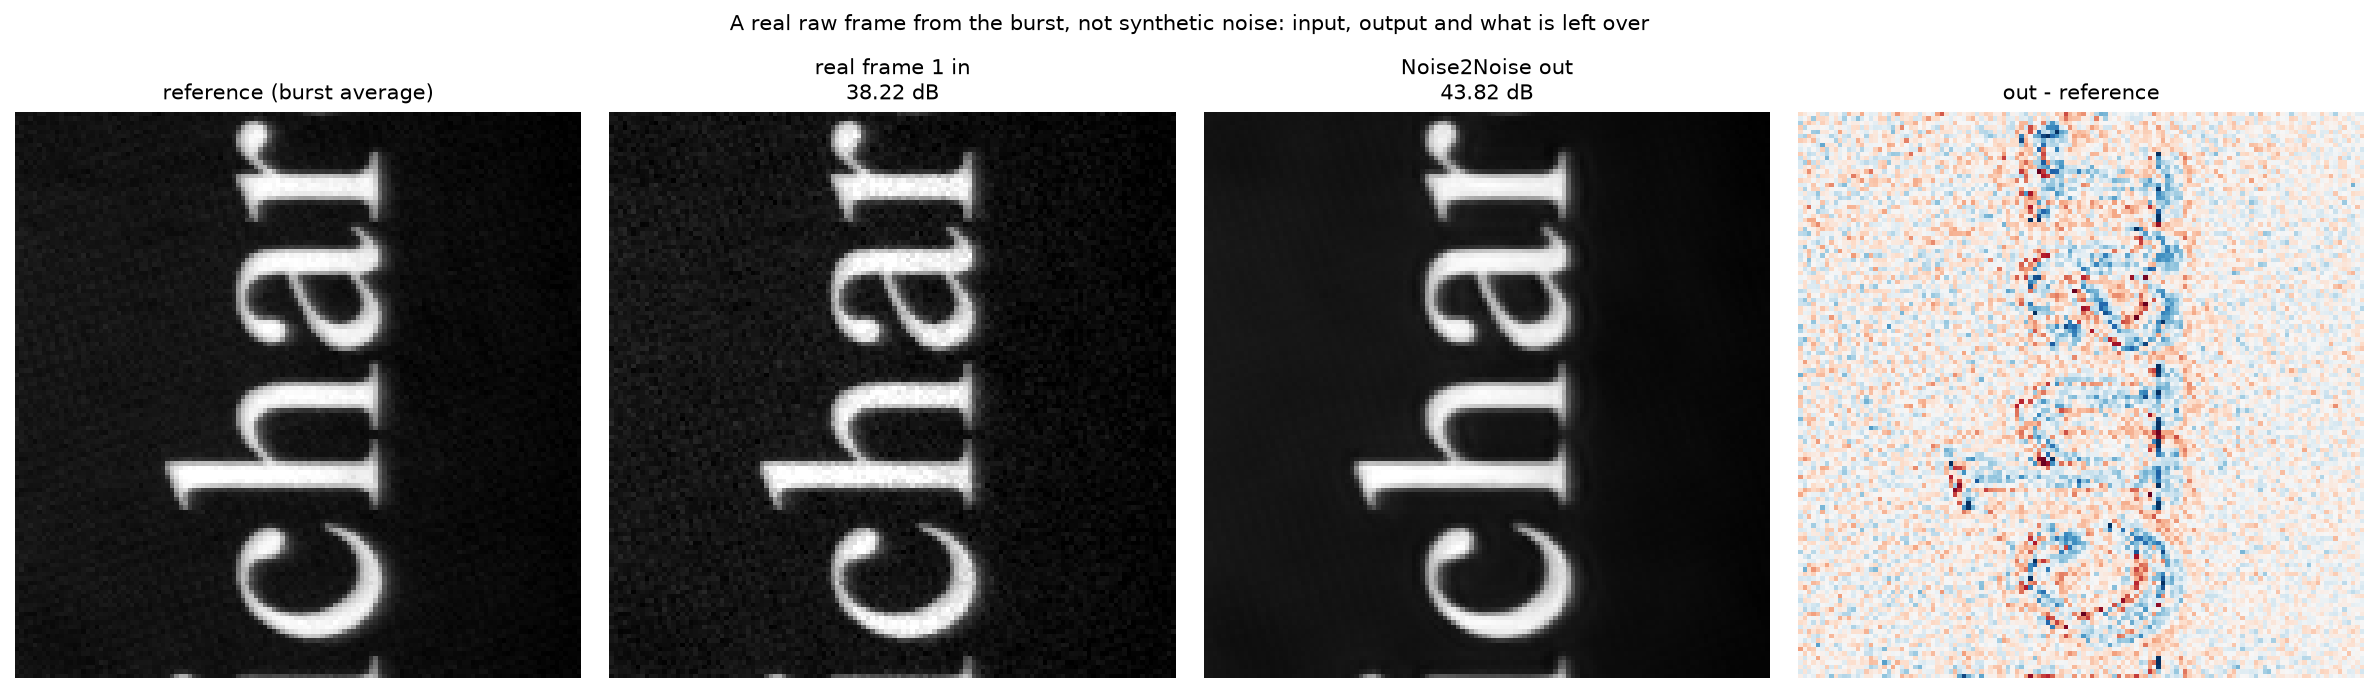 A real raw frame from the burst, not synthetic noise: input, output and what is left over
reference (burst average)
real frame 1 in
38.22 dB
Noise2Noise out
43.82 dB
out - reference
char
char
char